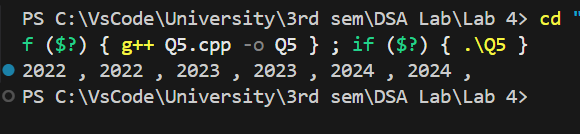 PS C:\VsCode\University\3rd sem\DSA Lab\Lab 4> cd "
f ($?) { g++ Q5.cpp -o Q5 } ; if ($?) { .\Q5 }
2022 , 2022 , 2023 , 2023 , 2024 , 2024 ,
PS C:\VsCode\University\3rd sem\DSA Lab\Lab 4>